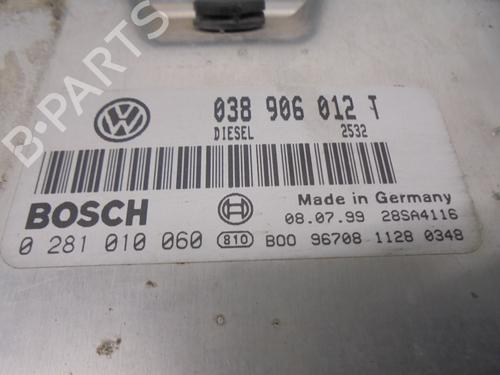 B-PARTS
038 906 012 T
DIESEL 2532
BOSCH
Made in Germany
08.07.99 28SA4116
0 281 010 060 810 B00 96708 1128 0348